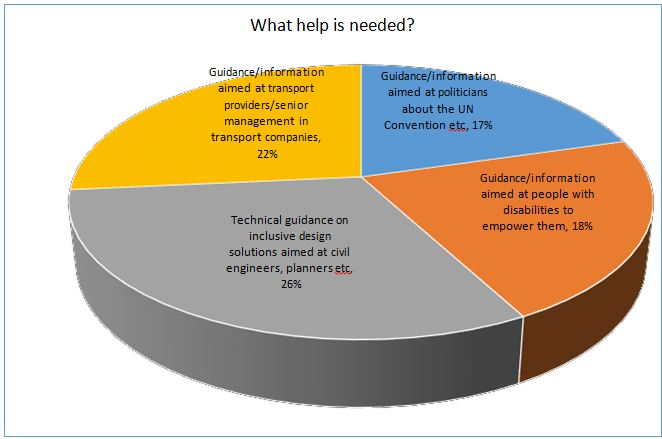 What help is needed?
Guidance/information
aimed at transport
providers/senior
management in
transport companies,
22%
Guidance/information
aimed at politicians
about the UN
Convention etc, 17%
Guidance/information
aimed at people with
disabilities to
empower them, 18%
Technical guidance on
inclusive design
solutions aimed at civil
engineers, planners etc,
26%